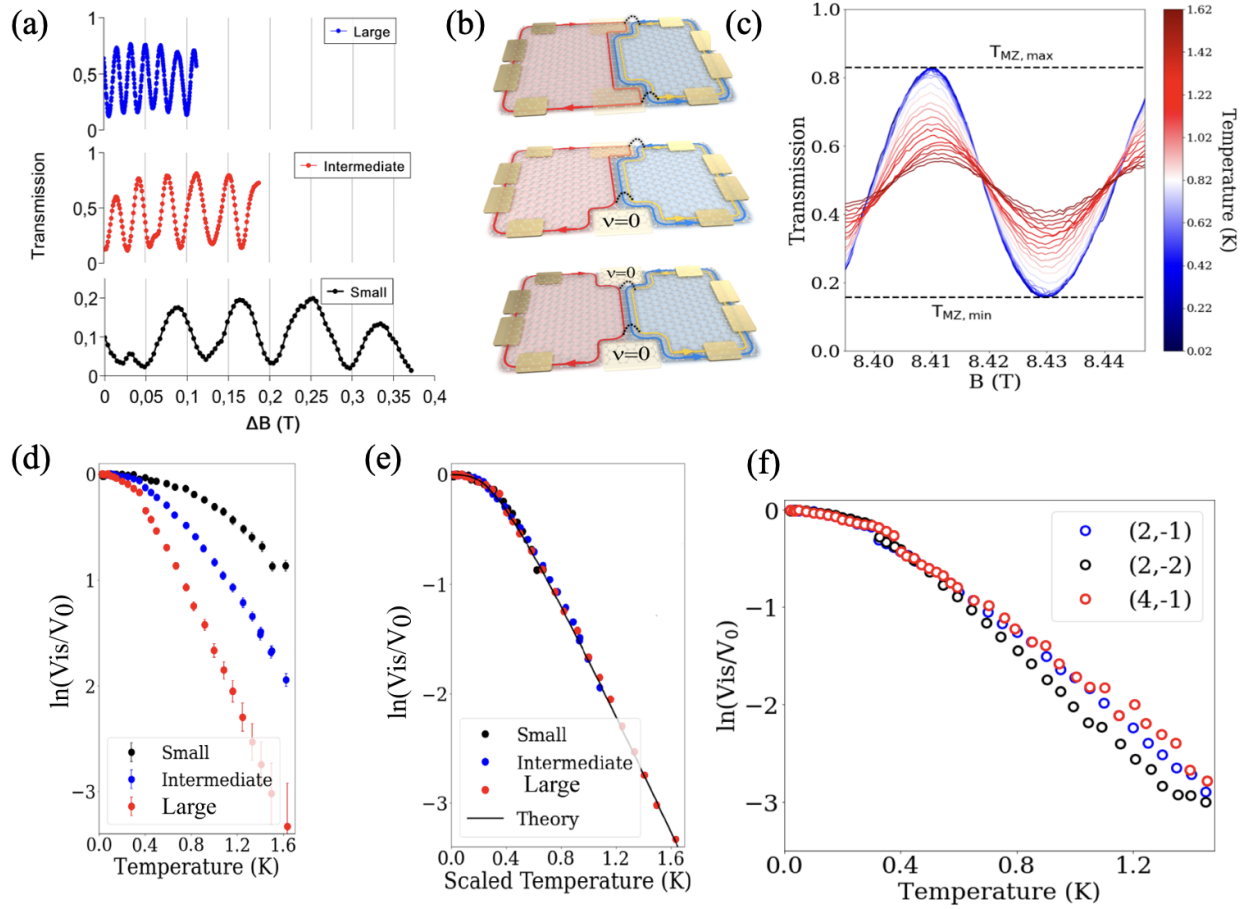 (a)
1
0,5
0
Large
1
0,5
0
Intermediate
0,2
0,1
0
Small
0 0,05 0,1 0,15 0,2 0,25 0,3 0,35 0,4
ΔB (T)
Transmission
(b)
ν=0
ν=0
ν=0
(c)
1.0
0.8
0.6
0.4
0.2
0.0
Transmission
T_MZ, max
T_MZ, min
8.40 8.41 8.42 8.43 8.44
B (T)
1.62
1.42
1.22
1.02
0.82
0.62
0.42
0.22
0.02
Temperature (K)
(d)
0
1
2
−3
ln(Vis/V₀)
Small
Intermediate
Large
0.0 0.4 0.8 1.2 1.6
Temperature (K)
(e)
0
−1
−2
−3
ln(Vis/V₀)
Small
Intermediate
Large
Theory
0.0 0.4 0.8 1.2 1.6
Scaled Temperature (K)
(f)
0
−1
−2
−3
ln(Vis/V₀)
(2,-1)
(2,-2)
(4,-1)
0.0 0.4 0.8 1.2
Temperature (K)